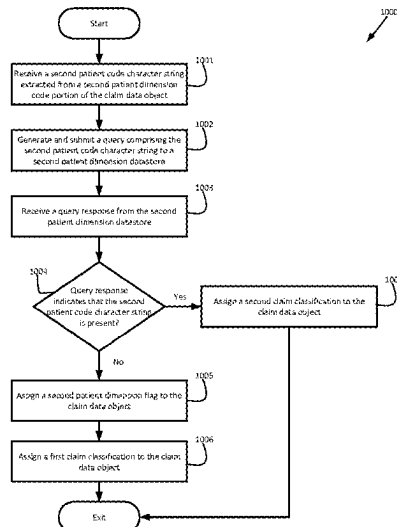 1000
Start
1001
Receive a second patient code character string
extracted from a second patient dimension
code portion of the claim data object
1002
Generate and submit a query comprising the
second patient code character string to a
second patient dimension datastore
1003
Receive a query response from the second
patient dimension datastore
1004
Query response
indicates that the second
patient code character string
is present?
Yes
Assign a second claim classification to the
claim data object
No
1005
Assign a second patient dimension flag to the
claim data object
1006
Assign a first claim classification to the claim
data object
Exit